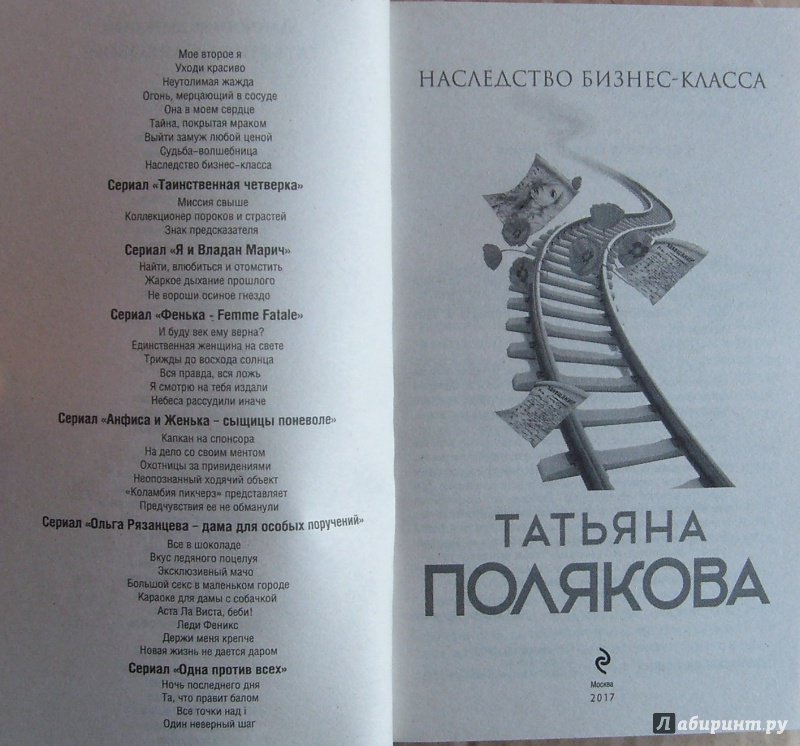 Мое второе я
Уходи красиво
Неутолимая жажда
Огонь, мерцающий в сосуде
Она в моем сердце
Тайна, покрытая мраком
Выйти замуж любой ценой
Судьба-волшебница
Наследство бизнес-класса
Сериал «Таинственная четверка»
Миссия свыше
Коллекционер пороков и страстей
Знак предсказателя
Сериал «Я и Владан Марич»
Найти, влюбиться и отомстить
Жаркое дыхание прошлого
Не вороши осиное гнездо
Сериал «Фенька - Femme Fatale»
И буду век ему верна?
Единственная женщина на свете
Трижды до восхода солнца
Вся правда, вся ложь
Я смотрю на тебя издали
Небеса рассудили иначе
Сериал «Анфиса и Женька – сыщицы поневоле»
Капкан на спонсора
На дело со своим ментом
Охотницы за привидениями
Неопознанный ходячий объект
«Коламбия пикчерз» представляет
Предчувствия ее не обманули
Сериал «Ольга Рязанцева – дама для особых поручений»
Все в шоколаде
Вкус ледяного поцелуя
Эксклюзивный мачо
Большой секс в маленьком городе
Караоке для дамы с собачкой
Аста Ла Виста, беби!
Леди Феникс
Держи меня крепче
Новая жизнь не дается даром
Сериал «Одна против всех»
Ночь последнего дня
Та, что правит балом
Все точки над i
Один неверный шаг
НАСЛЕДСТВО БИЗНЕС-КЛАССА
ТАТЬЯНА
ПОЛЯКОВА
Москва
2017
Лабиринт.ру